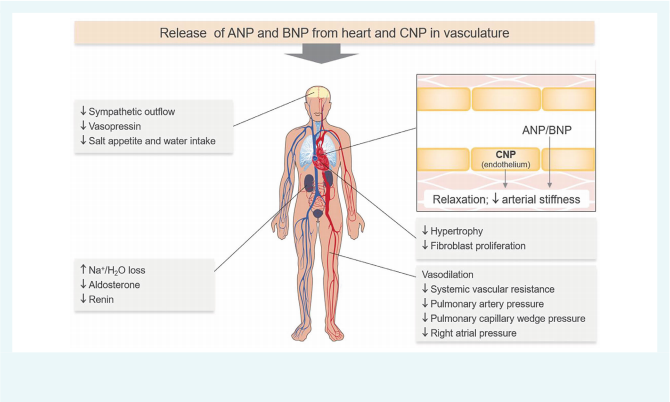 Release of ANP and BNP from heart and CNP in vasculature
↓ Sympathetic outflow
↓ Vasopressin
↓ Salt appetite and water intake
ANP/BNP
CNP
(endothelium)
Relaxation; ↓ arterial stiffness
↓ Hypertrophy
↓ Fibroblast proliferation
↑ Na⁺/H₂O loss
↓ Aldosterone
↓ Renin
Vasodilation
↓ Systemic vascular resistance
↓ Pulmonary artery pressure
↓ Pulmonary capillary wedge pressure
↓ Right atrial pressure